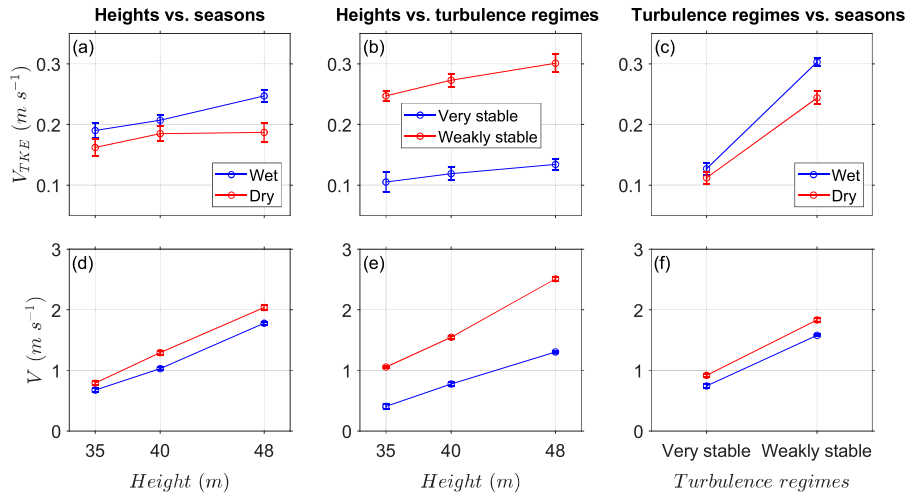 Heights vs. seasons
Heights vs. turbulence regimes
Turbulence regimes vs. seasons
(a)
(b)
(c)
0.3
0.2
0.1
V_TKE (m s⁻¹)
Wet
Dry
Very stable
Weakly stable
0.3
0.2
0.1
0.3
0.2
0.1
Wet
Dry
(d)
(e)
(f)
3
2
1
0
V (m s⁻¹)
35 40 48
Height (m)
3
2
1
0
35 40 48
Height (m)
3
2
1
0
Very stable Weakly stable
Turbulence regimes